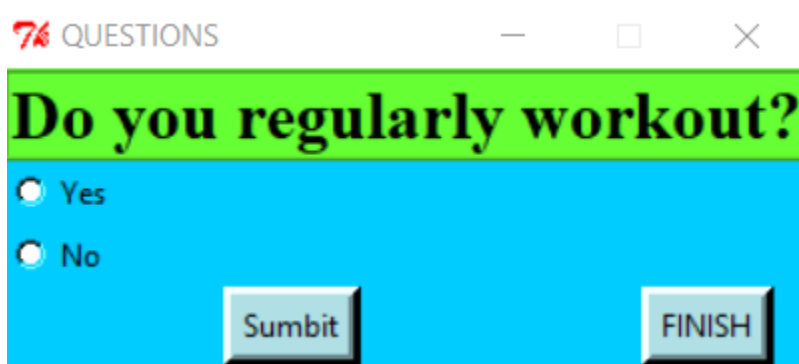 QUESTIONS
Do you regularly workout?
Yes
No
Sumbit FINISH